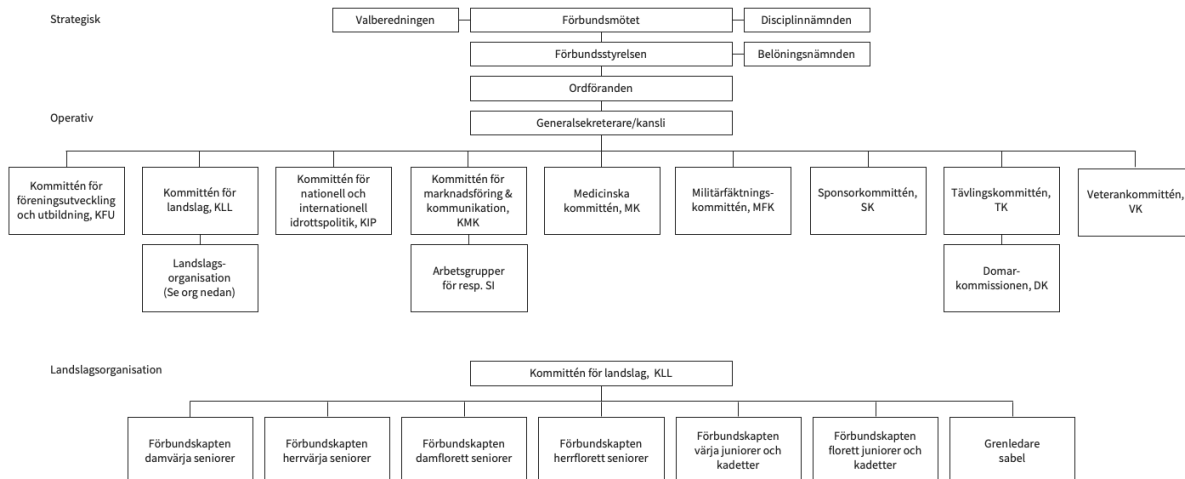 Strategisk
Valberedningen
Förbundsmötet
Disciplinnämnden
Förbundsstyrelsen
Belöningsnämnden
Ordföranden
Operativ
Generalsekreterare/kansli
Kommittén för
föreningsutveckling
och utbildning, KFU
Kommittén för
landslag, KLL
Kommittén för
nationell och
internationell
idrottspolitik, KIP
Kommittén för
marknadsföring &
kommunikation,
KMK
Medicinska
kommittén, MK
Militärfäktnings-
kommittén, MFK
Sponsorkommittén,
SK
Tävlingskommittén,
TK
Veterankommittén,
VK
Landslags-
organisation
(Se org nedan)
Arbetsgrupper
för resp. SI
Domar-
kommissionen, DK
Landslagsorganisation
Kommittén för landslag, KLL
Förbundskapten
damvärja seniorer
Förbundskapten
herrvärja seniorer
Förbundskapten
damflorett seniorer
Förbundskapten
herrflorett seniorer
Förbundskapten
värja juniorer och
kadetter
Förbundskapten
florett juniorer och
kadetter
Grenledare
sabel